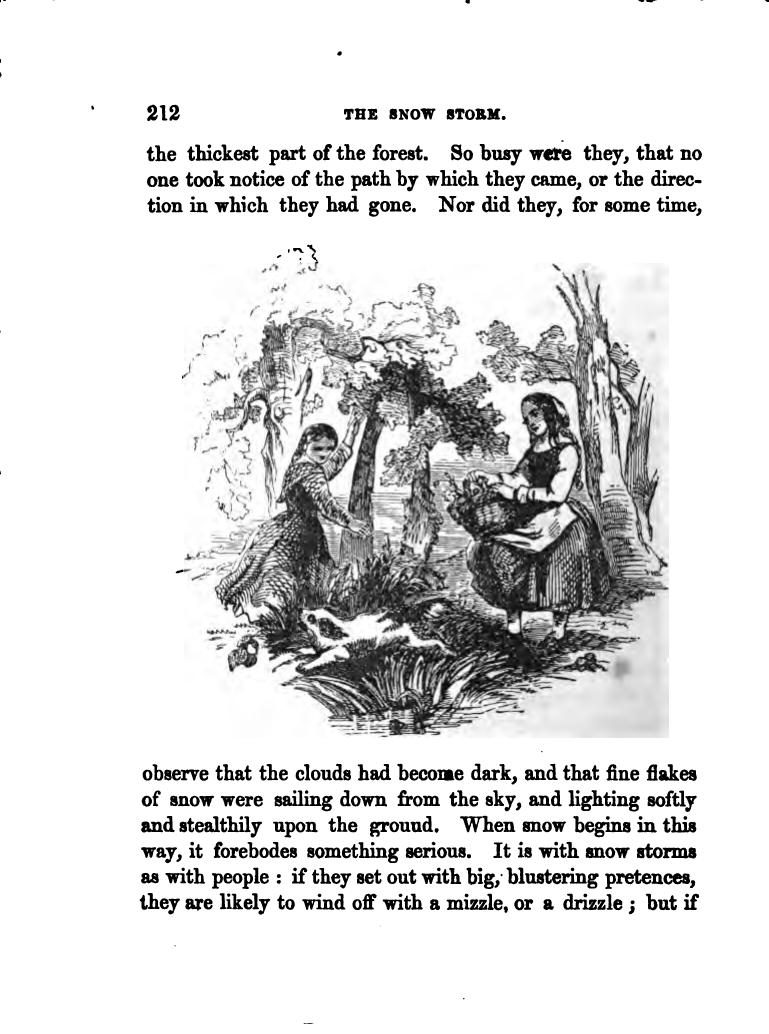 212 THE SNOW STORM.
the thickest part of the forest. So busy were they, that no
one took notice of the path by which they came, or the direc-
tion in which they had gone. Nor did they, for some time,
observe that the clouds had become dark, and that fine flakes
of snow were sailing down from the sky, and lighting softly
and stealthily upon the ground. When snow begins in this
way, it forebodes something serious. It is with snow storms
as with people : if they set out with big, blustering pretences,
they are likely to wind off with a mizzle, or a drizzle ; but if